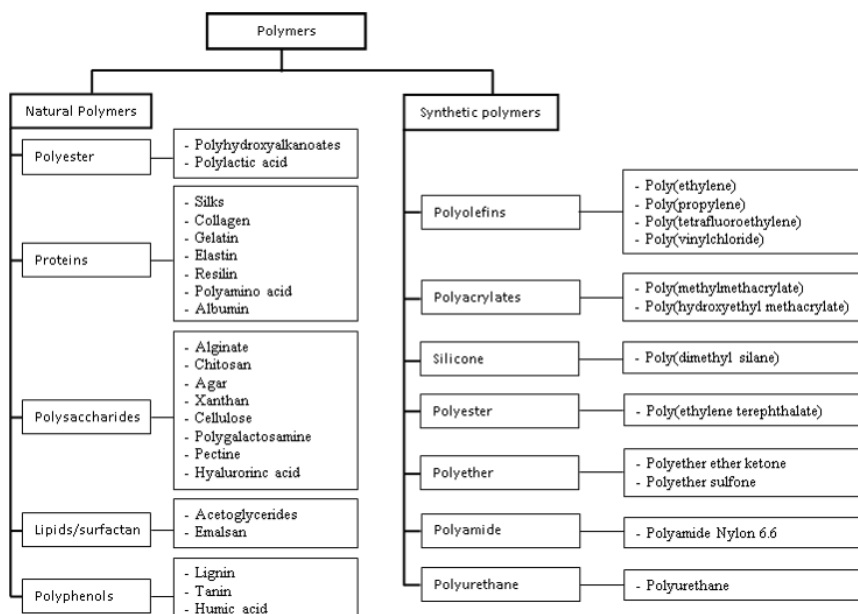 Polymers
Natural Polymers
Polyester
- Polyhydroxyalkanoates
- Polylactic acid
Proteins
- Silks
- Collagen
- Gelatin
- Elastin
- Resilin
- Polyamino acid
- Albumin
Polysaccharides
- Alginate
- Chitosan
- Agar
- Xanthan
- Cellulose
- Polygalactosamine
- Pectine
- Hyalurorinc acid
Lipids/surfactan
- Acetoglycerides
- Emalsan
Polyphenols
- Lignin
- Tanin
- Humic acid
Synthetic polymers
Polyolefins
- Poly(ethylene)
- Poly(propylene)
- Poly(tetrafluoroethylene)
- Poly(vinylchloride)
Polyacrylates
- Poly(methylmethacrylate)
- Poly(hydroxyethyl methacrylate)
Silicone
- Poly(dimethyl silane)
Polyester
- Poly(ethylene terephthalate)
Polyether
- Polyether ether ketone
- Polyether sulfone
Polyamide
- Polyamide Nylon 6.6
Polyurethane
- Polyurethane